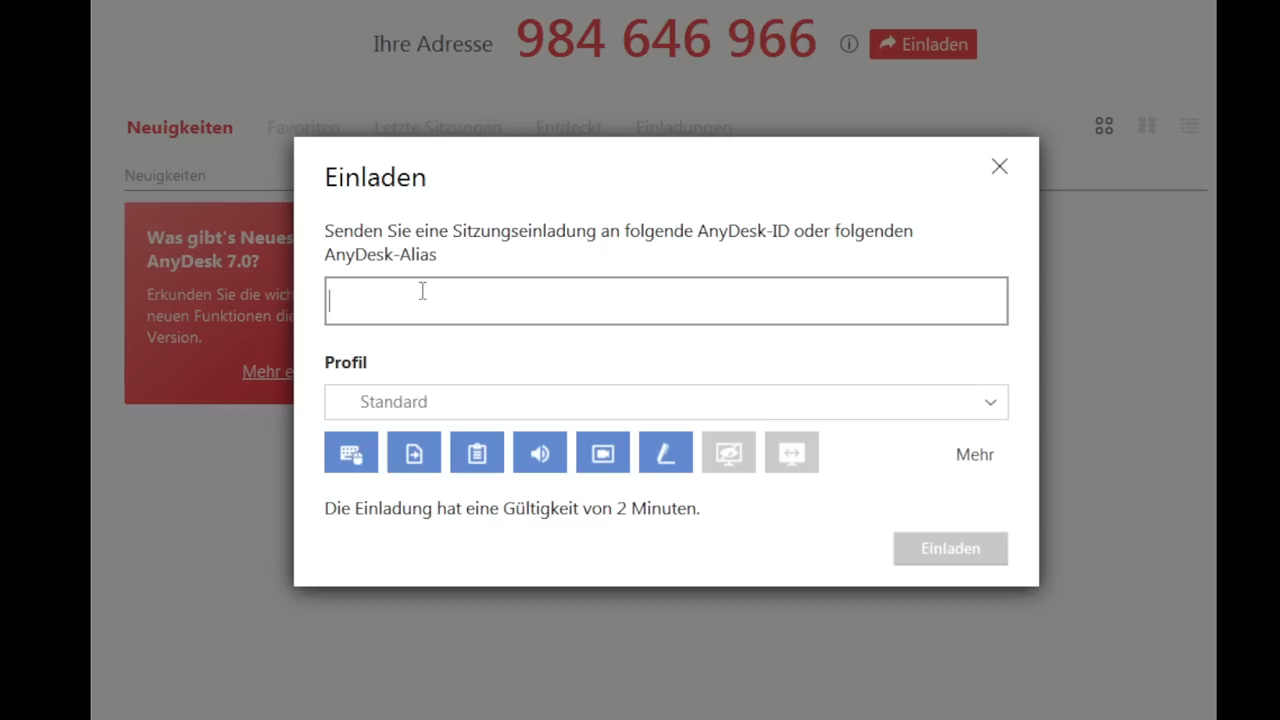 Ihre Adresse 984 646 966 Einladen
Neuigkeiten Favoriten Letzte Sitzungen Entdeckt Einladungen
Neuigkeiten
Was gibt's Neues
AnyDesk 7.0?
Erkunden Sie die wich
neuen Funktionen die
Version.
Mehr e
Einladen
Senden Sie eine Sitzungseinladung an folgende AnyDesk-ID oder folgenden
AnyDesk-Alias
Profil
Standard
Mehr
Die Einladung hat eine Gültigkeit von 2 Minuten.
Einladen